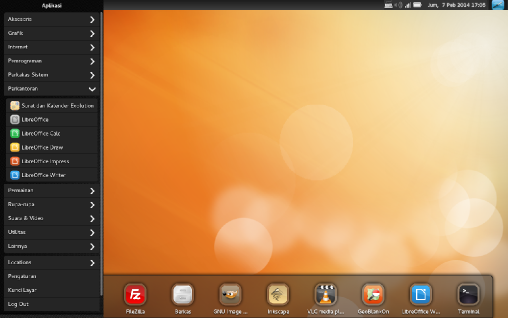 Aplikasi
Jum, 7 Feb 2014 17:05
Aksesoris
Grafik
Internet
Pemrograman
Perkakas Sistem
Perkantoran
Surat dan Kalender Evolution
LibreOffice
LibreOffice Calc
LibreOffice Draw
LibreOffice Impress
LibreOffice Writer
Permainan
Rupa-rupa
Suara & Video
Utilitas
Lainnya
Locations
Pengaturan
Kunci Layar
Log Out
FileZilla
Berkas
GNU Image ...
Inkscape
VLC media pl...
GeoBlankOn
LibreOffice W...
Terminal